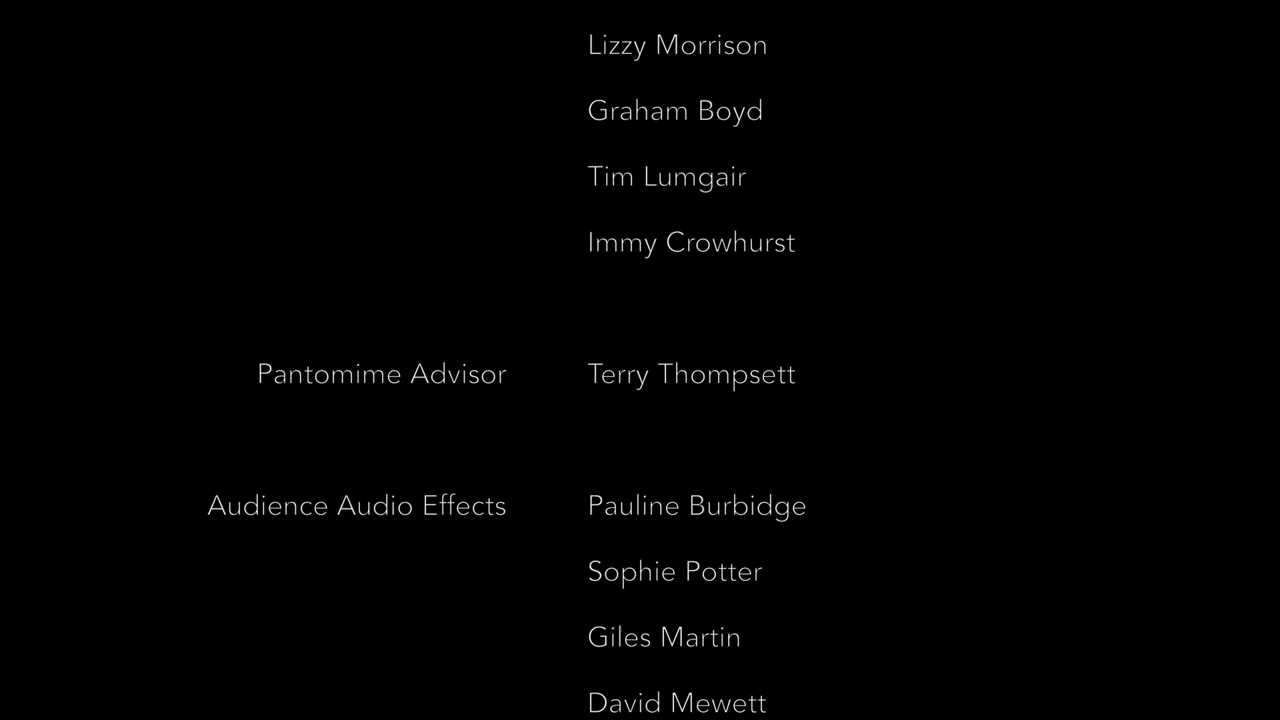 Lizzy Morrison
Graham Boyd
Tim Lumgair
Immy Crowhurst
Pantomime Advisor Terry Thompsett
Audience Audio Effects Pauline Burbidge
Sophie Potter
Giles Martin
David Mewett